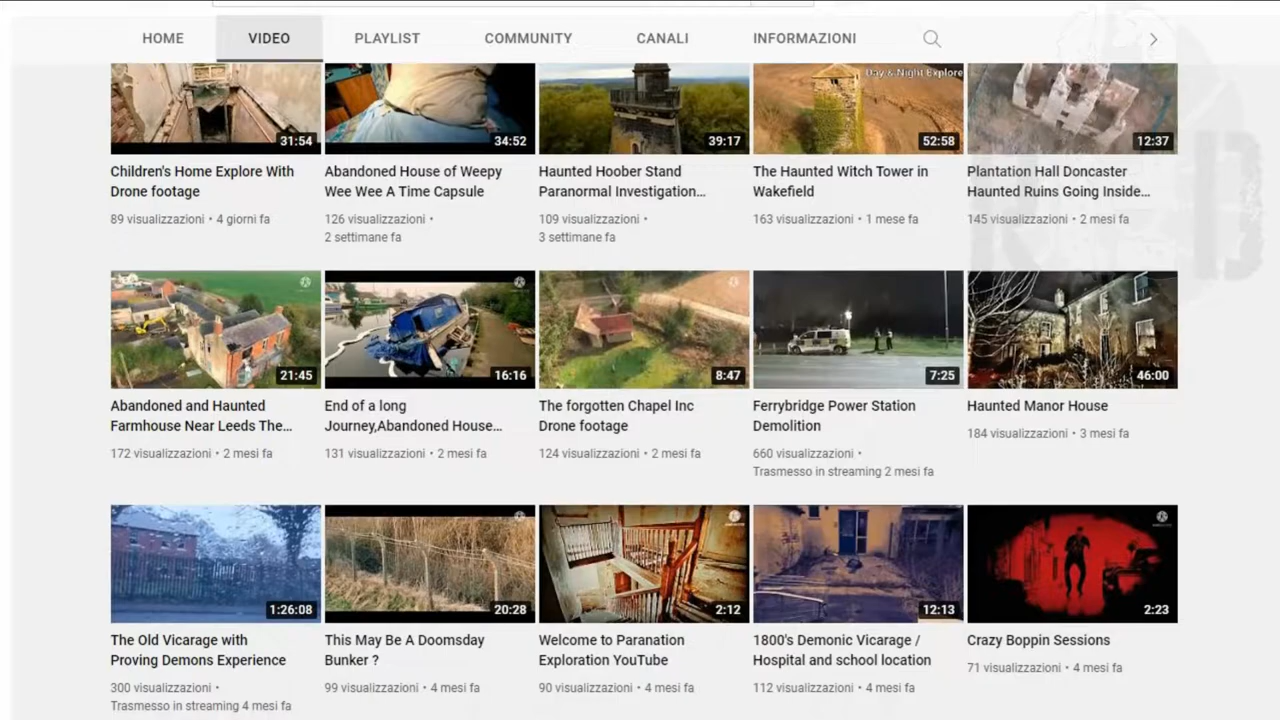 HOME VIDEO PLAYLIST COMMUNITY CANALI INFORMAZIONI
Day & Night Explore
31:54 34:52 39:17 52:58 12:37
Children's Home Explore With
Drone footage
89 visualizzazioni • 4 giorni fa
Abandoned House of Weepy
Wee Wee A Time Capsule
126 visualizzazioni •
2 settimane fa
Haunted Hoober Stand
Paranormal Investigation...
109 visualizzazioni •
3 settimane fa
The Haunted Witch Tower in
Wakefield
163 visualizzazioni • 1 mese fa
Plantation Hall Doncaster
Haunted Ruins Going Inside...
145 visualizzazioni • 2 mesi fa
21:45 16:16 8:47 7:25 46:00
Abandoned and Haunted
Farmhouse Near Leeds The...
172 visualizzazioni • 2 mesi fa
End of a long
Journey,Abandoned House...
131 visualizzazioni • 2 mesi fa
The forgotten Chapel Inc
Drone footage
124 visualizzazioni • 2 mesi fa
Ferrybridge Power Station
Demolition
660 visualizzazioni •
Trasmesso in streaming 2 mesi fa
Haunted Manor House
184 visualizzazioni • 3 mesi fa
1:26:08 20:28 2:12 12:13 2:23
The Old Vicarage with
Proving Demons Experience
300 visualizzazioni •
Trasmesso in streaming 4 mesi fa
This May Be A Doomsday
Bunker ?
99 visualizzazioni • 4 mesi fa
Welcome to Paranation
Exploration YouTube
90 visualizzazioni • 4 mesi fa
1800's Demonic Vicarage /
Hospital and school location
112 visualizzazioni • 4 mesi fa
Crazy Boppin Sessions
71 visualizzazioni • 4 mesi fa